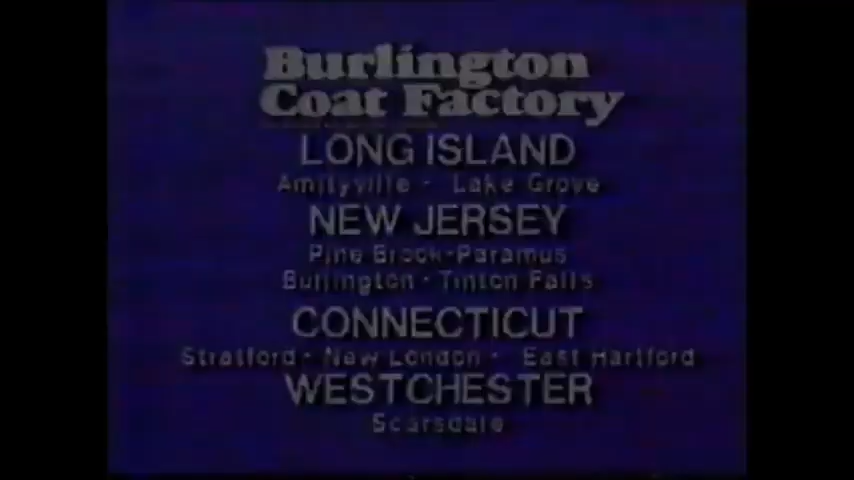 Burlington
Coat Factory
LONG ISLAND
Amityville - Lake Grove
NEW JERSEY
Pine Brook-Paramus
Burlington - Tinton Falls
CONNECTICUT
Stratford - New London - East Hartford
WESTCHESTER
Scarsdale